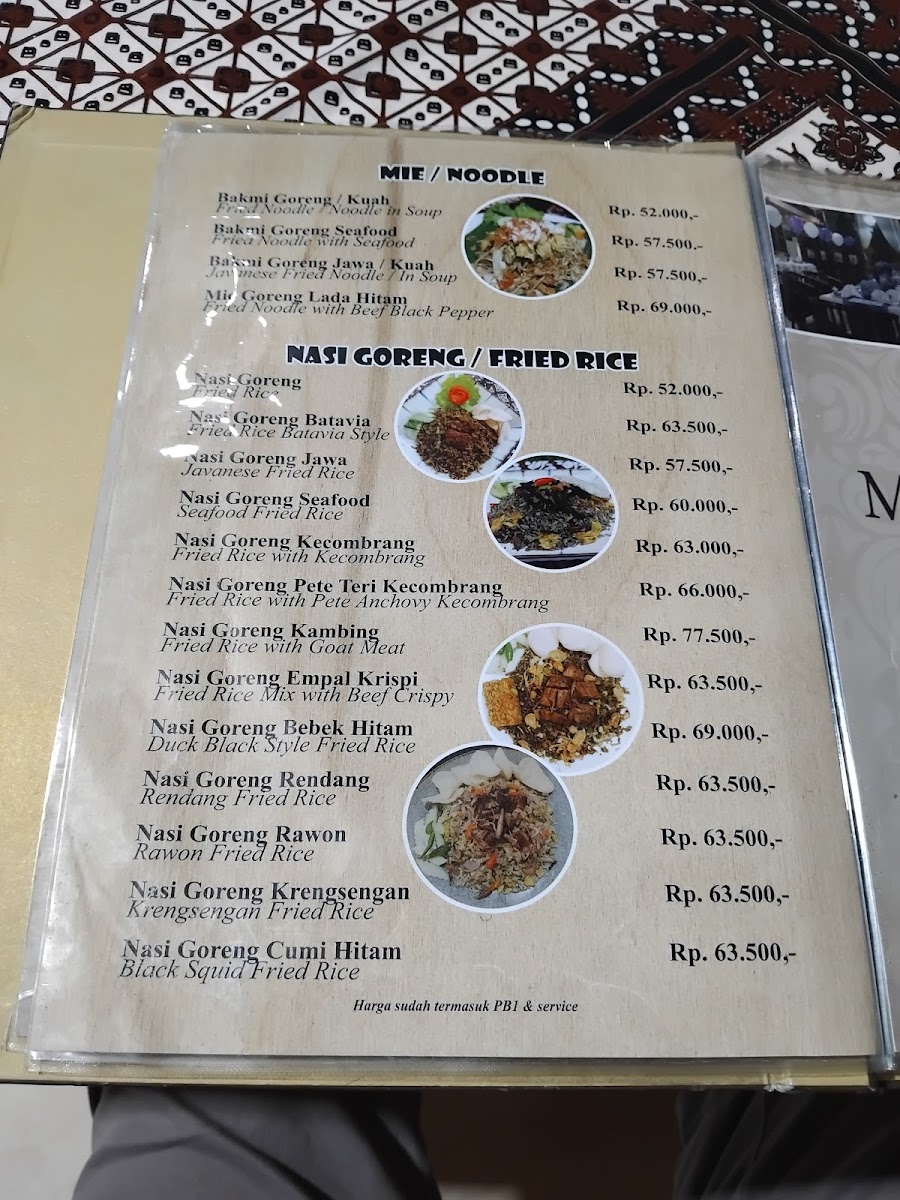 MIE / NOODLE
Bakmi Goreng / Kuah Rp. 52.000,-
Fried Noodle / Noodle in Soup
Bakmi Goreng Seafood Rp. 57.500.-
Fried Noodle with Seafood
Bakmi Goreng Jawa / Kuah Rp. 57.500,-
Javanese Fried Noodle / In Soup
Mie Goreng Lada Hitam Rp. 69.000,-
Fried Noodle with Beef Black Pepper
NASI GORENG / FRIED RICE
Nasi Goreng Rp. 52.000,-
Fried Rice
Nasi Goreng Batavia Rp. 63.500,-
Fried Rice Batavia Style
Nasi Goreng Jawa Rp. 57.500,-
Javanese Fried Rice
Nasi Goreng Seafood Rp. 60.000,-
Seafood Fried Rice
Nasi Goreng Kecombrang Rp. 63.000,-
Fried Rice with Kecombrang
Nasi Goreng Pete Teri Kecombrang Rp. 66.000,-
Fried Rice with Pete Anchovy Kecombrang
Nasi Goreng Kambing Rp. 77.500,-
Fried Rice with Goat Meat
Nasi Goreng Empal Krispi Rp. 63.500,-
Fried Rice Mix with Beef Crispy
Nasi Goreng Bebek Hitam Rp. 69.000,-
Duck Black Style Fried Rice
Nasi Goreng Rendang Rp. 63.500,-
Rendang Fried Rice
Nasi Goreng Rawon Rp. 63.500,-
Rawon Fried Rice
Nasi Goreng Krengsengan Rp. 63.500,-
Krengsengan Fried Rice
Nasi Goreng Cumi Hitam Rp. 63.500,-
Black Squid Fried Rice
Harga sudah termasuk PB1 & service
M